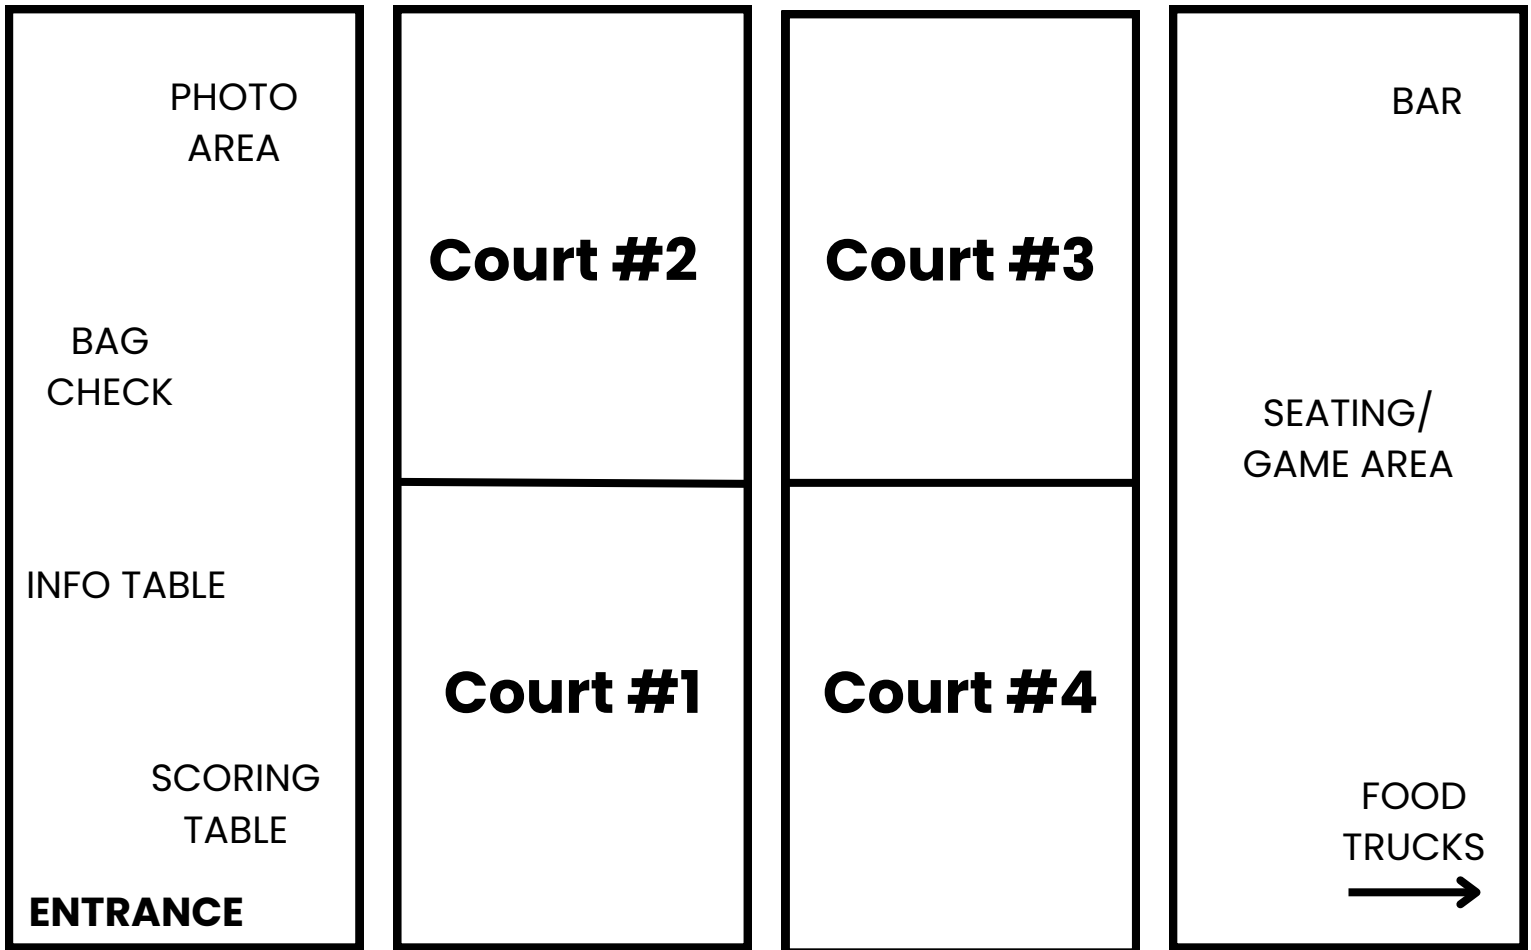 PHOTO
AREA
BAG
CHECK
INFO TABLE
SCORING
TABLE
ENTRANCE
Court #2
Court #1
Court #3
Court #4
BAR
SEATING/
GAME AREA
FOOD
TRUCKS